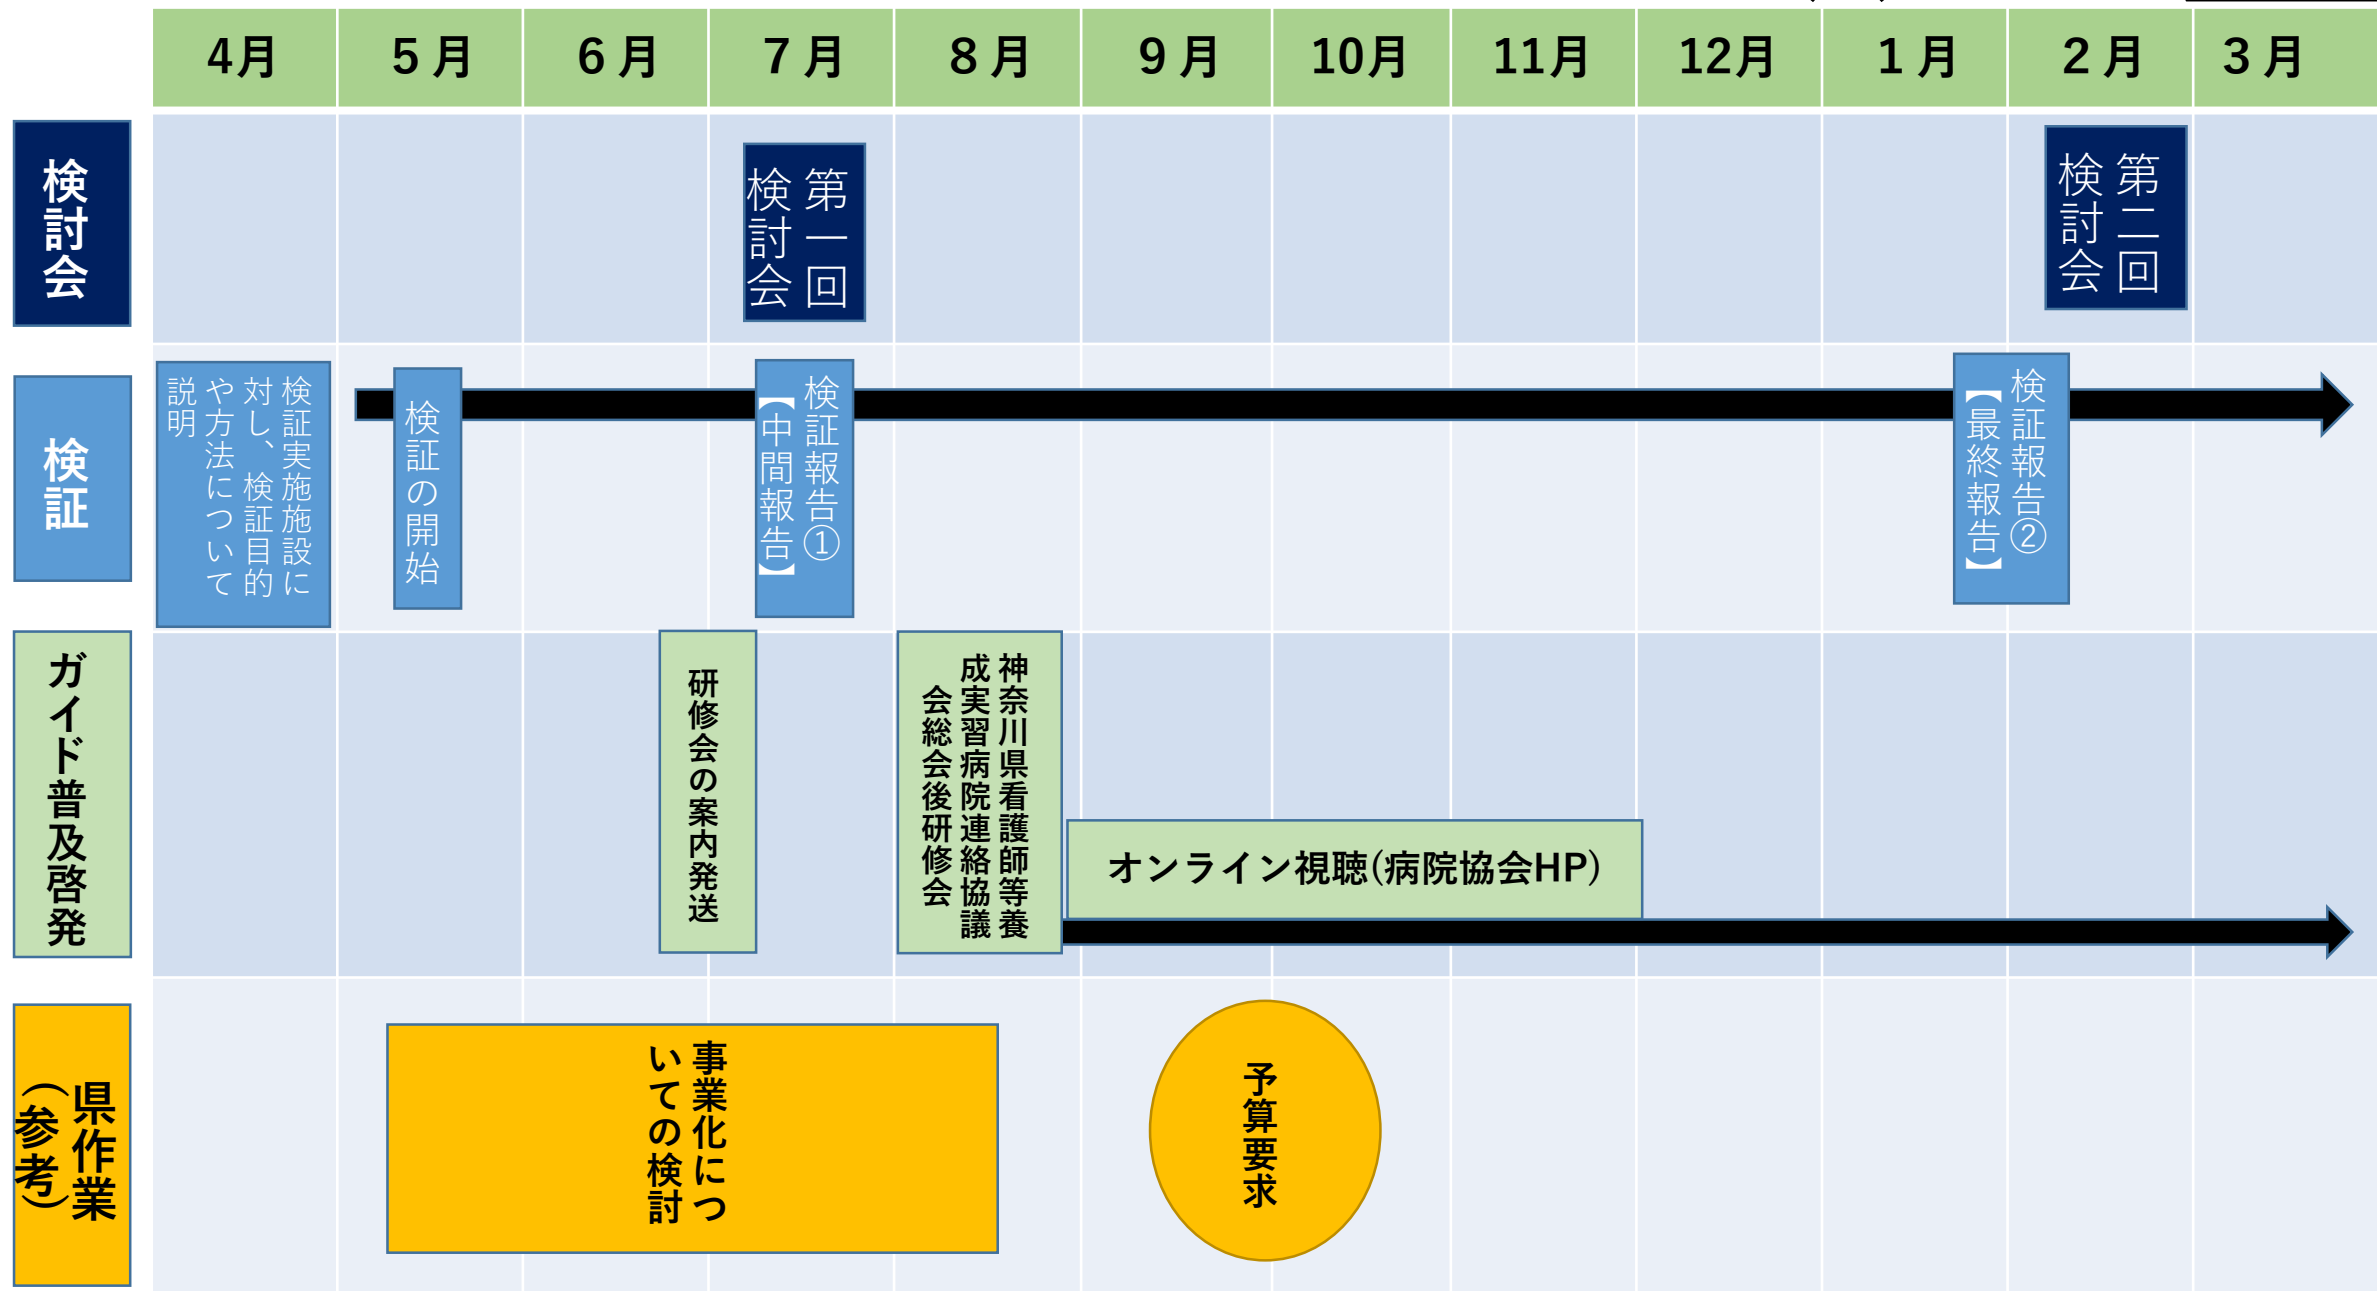 4月
5月
6月
7月
8月
9月
10月
11月
12月
1月
2月
3月
検討会
第一回
検討会
第二回
検討会
検証
検証実施施設に
対し、検証目的
や方法について
説明
検証の開始
検証報告①
【中間報告】
検証報告②
【最終報告】
ガイド普及啓発
研修会の案内発送
神奈川県看護師等養
成実習病院連絡協議
会総会後研修会
オンライン視聴(病院協会HP)
県作業
（参考）
事業化につ
いての検討
予算要求